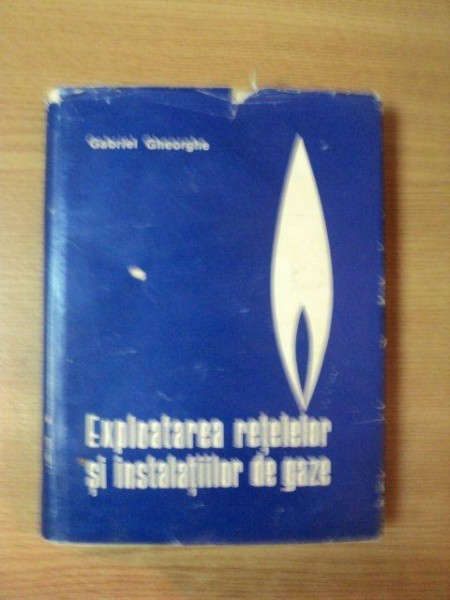 Gabriel Gheorghe
Exploatarea rețelelor
și instalațiilor de gaze